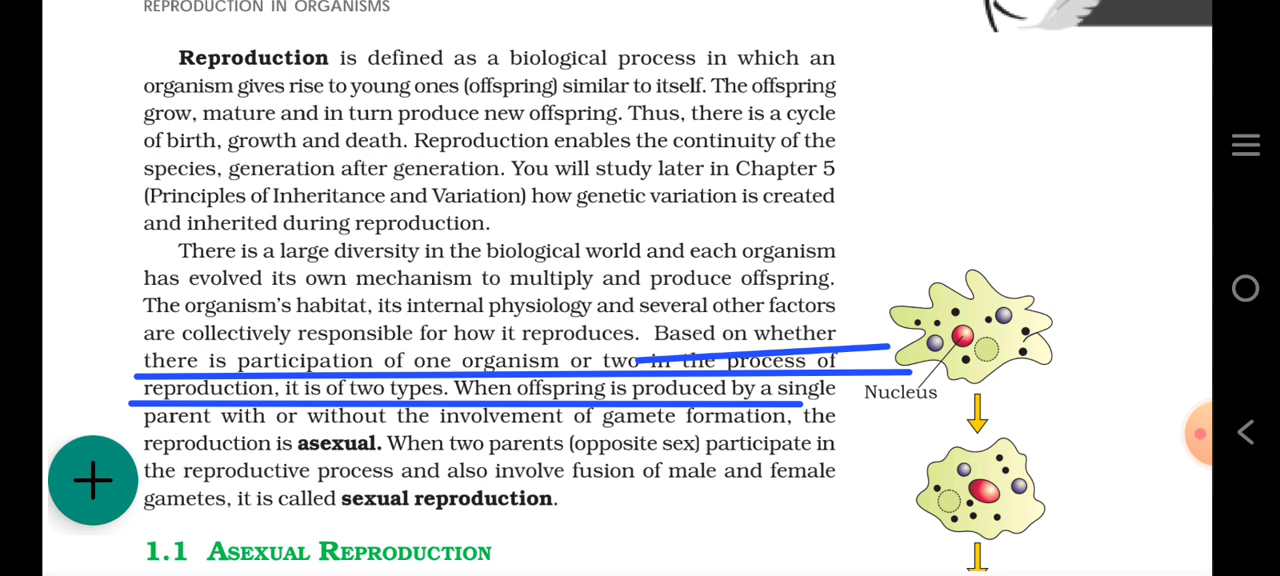 REPRODUCTION IN ORGANISMS
Reproduction is defined as a biological process in which an
organism gives rise to young ones (offspring) similar to itself. The offspring
grow, mature and in turn produce new offspring. Thus, there is a cycle
of birth, growth and death. Reproduction enables the continuity of the
species, generation after generation. You will study later in Chapter 5
(Principles of Inheritance and Variation) how genetic variation is created
and inherited during reproduction.
There is a large diversity in the biological world and each organism
has evolved its own mechanism to multiply and produce offspring.
The organism's habitat, its internal physiology and several other factors
are collectively responsible for how it reproduces. Based on whether
there is participation of one organism or two in the process of
reproduction, it is of two types. When offspring is produced by a single
parent with or without the involvement of gamete formation, the
reproduction is asexual. When two parents (opposite sex) participate in
the reproductive process and also involve fusion of male and female
gametes, it is called sexual reproduction.
1.1 ASEXUAL REPRODUCTION
Nucleus